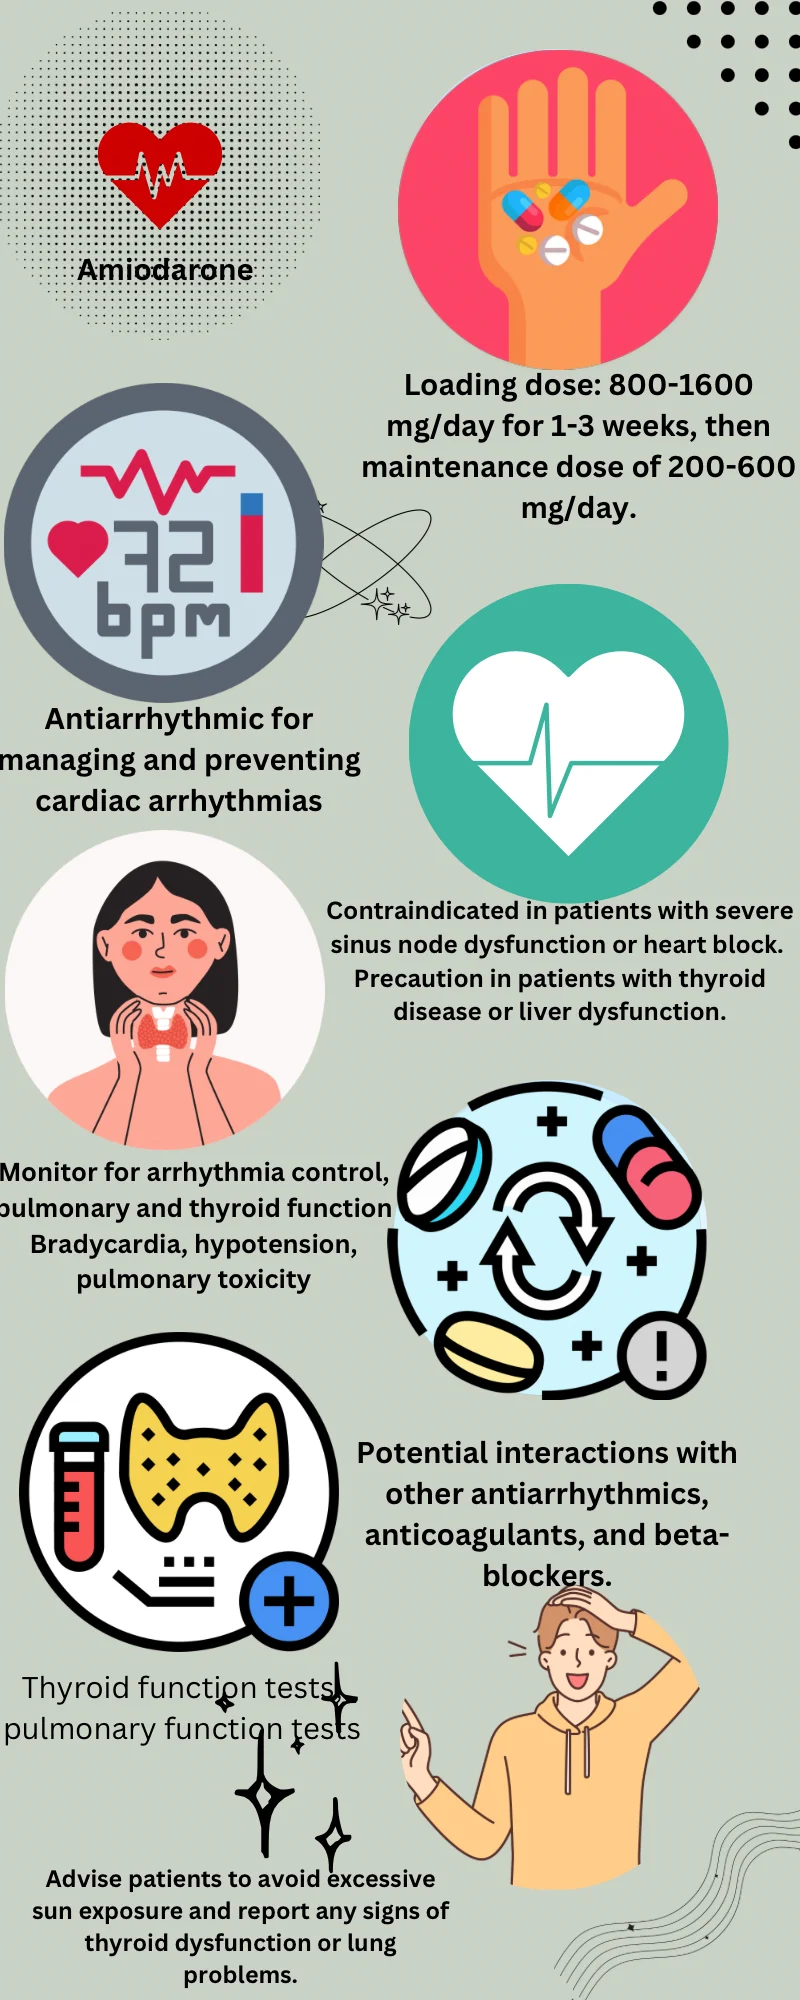 Amiodarone
Loading dose: 800-1600
mg/day for 1-3 weeks, then
maintenance dose of 200-600
mg/day.
72
bpm
Antiarrhythmic for
managing and preventing
cardiac arrhythmias
Contraindicated in patients with severe
sinus node dysfunction or heart block.
Precaution in patients with thyroid
disease or liver dysfunction.
Monitor for arrhythmia control,
pulmonary and thyroid function
Bradycardia, hypotension,
pulmonary toxicity
Potential interactions with
other antiarrhythmics,
anticoagulants, and beta-
blockers.
Thyroid function tests
pulmonary function tests
Advise patients to avoid excessive
sun exposure and report any signs of
thyroid dysfunction or lung
problems.